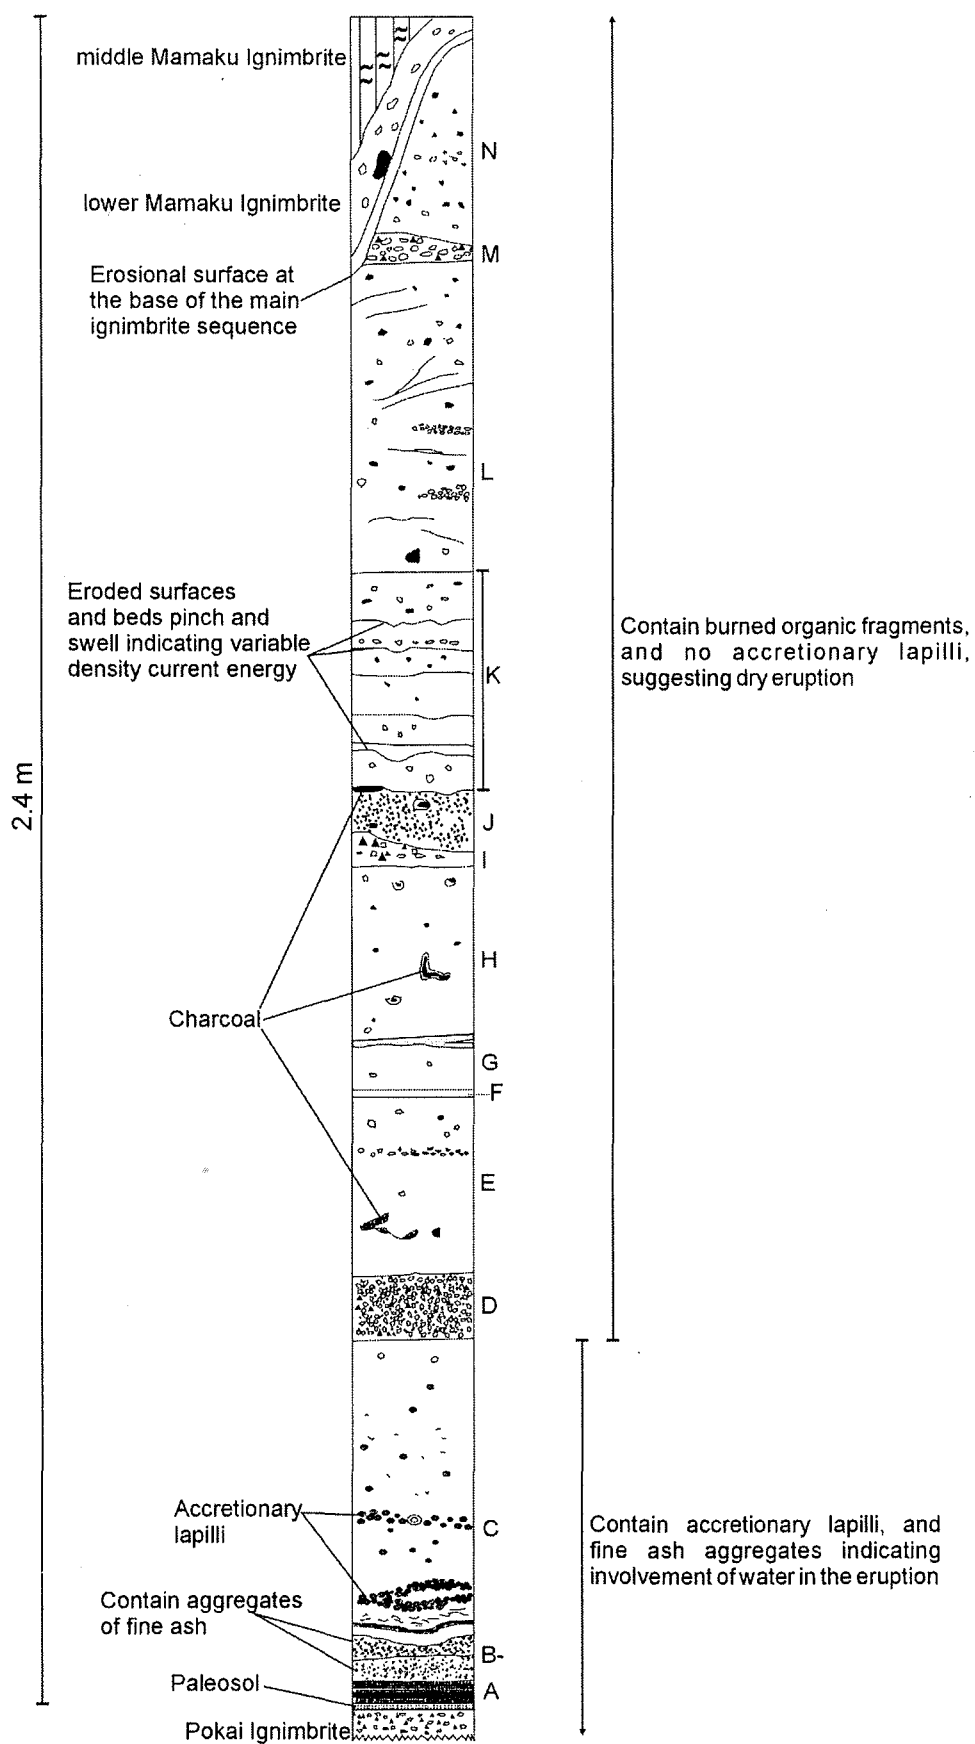 middle Mamaku Ignimbrite
N
lower Mamaku Ignimbrite
M
Erosional surface at
the base of the main
ignimbrite sequence
L
Eroded surfaces
and beds pinch and
swell indicating variable
density current energy
K
Contain burned organic fragments,
and no accretionary lapilli,
suggesting dry eruption
2.4 m
J
I
H
Charcoal
G
F
E
D
Accretionary
lapilli
C
Contain accretionary lapilli, and
fine ash aggregates indicating
involvement of water in the eruption
Contain aggregates
of fine ash
B-
Paleosol
A
Pokai Ignimbrite